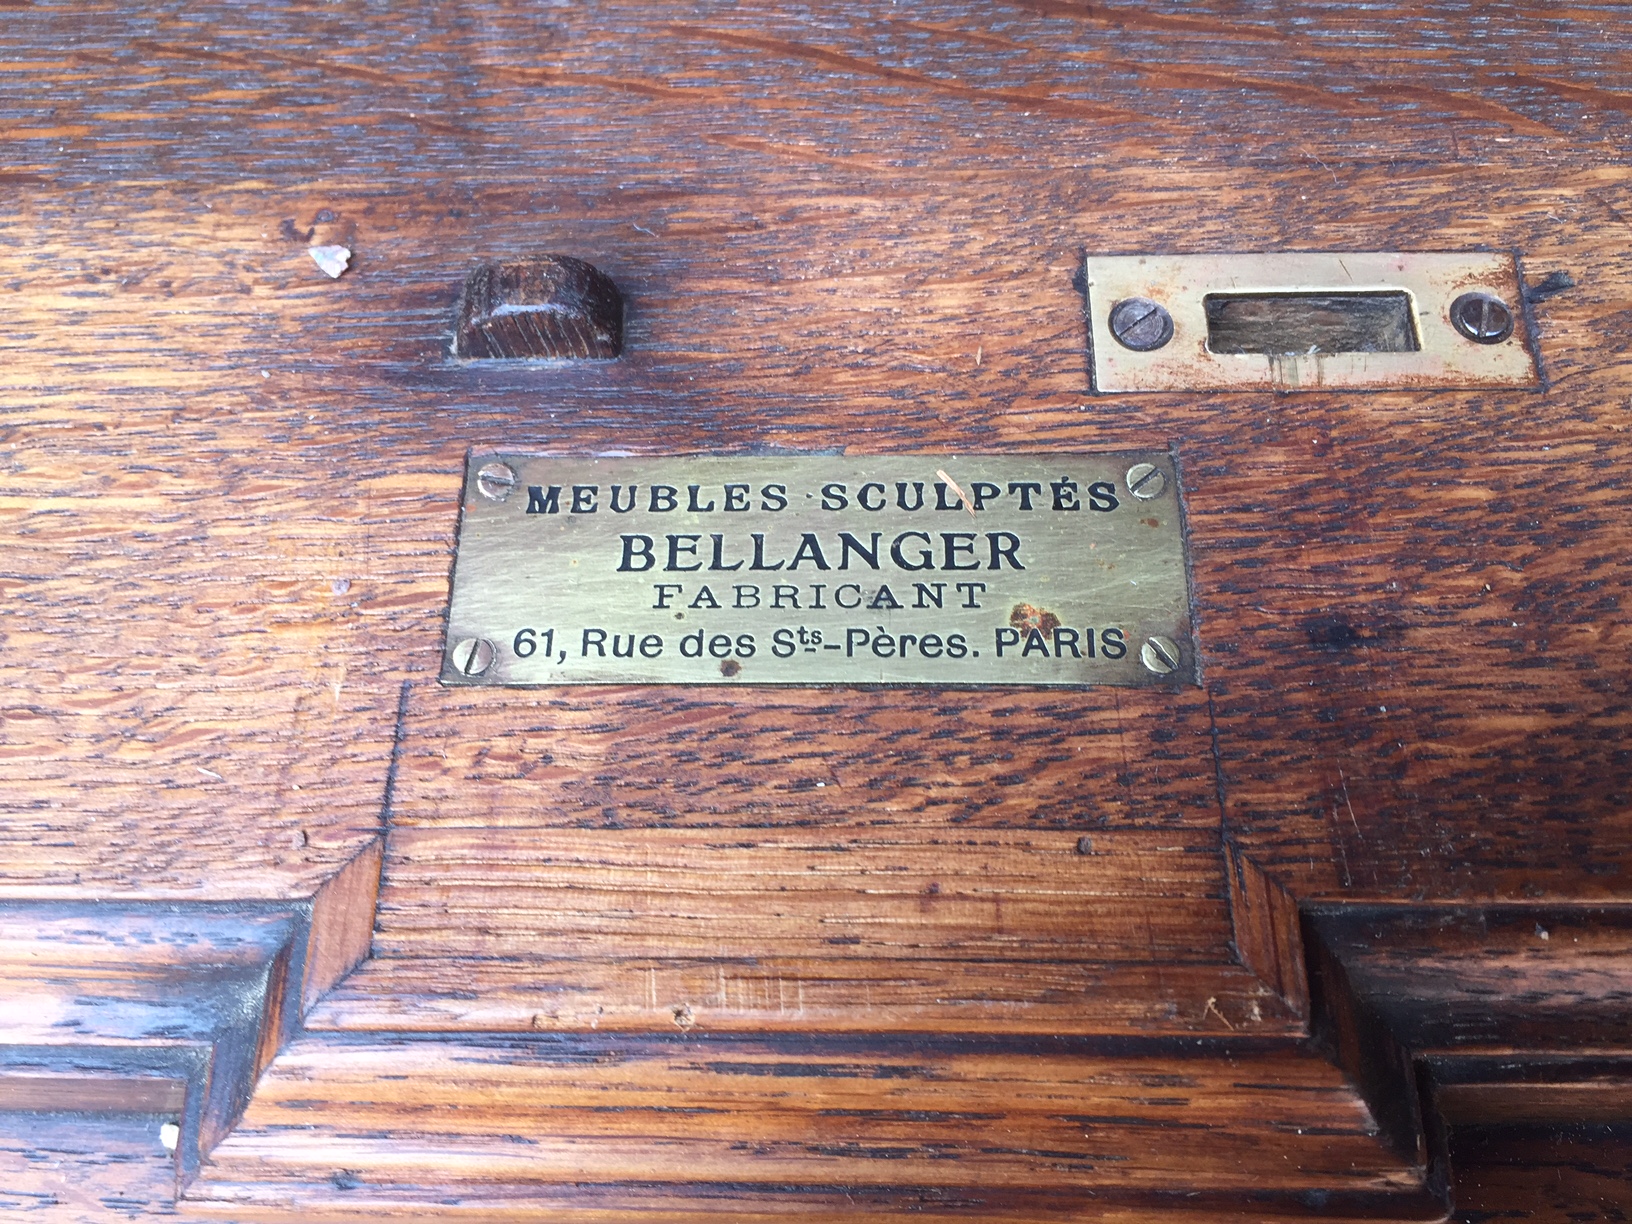 MEUBLES SCULPTÉS
BELLANGER
FABRICANT
61, Rue des Sts-Pères. PARIS